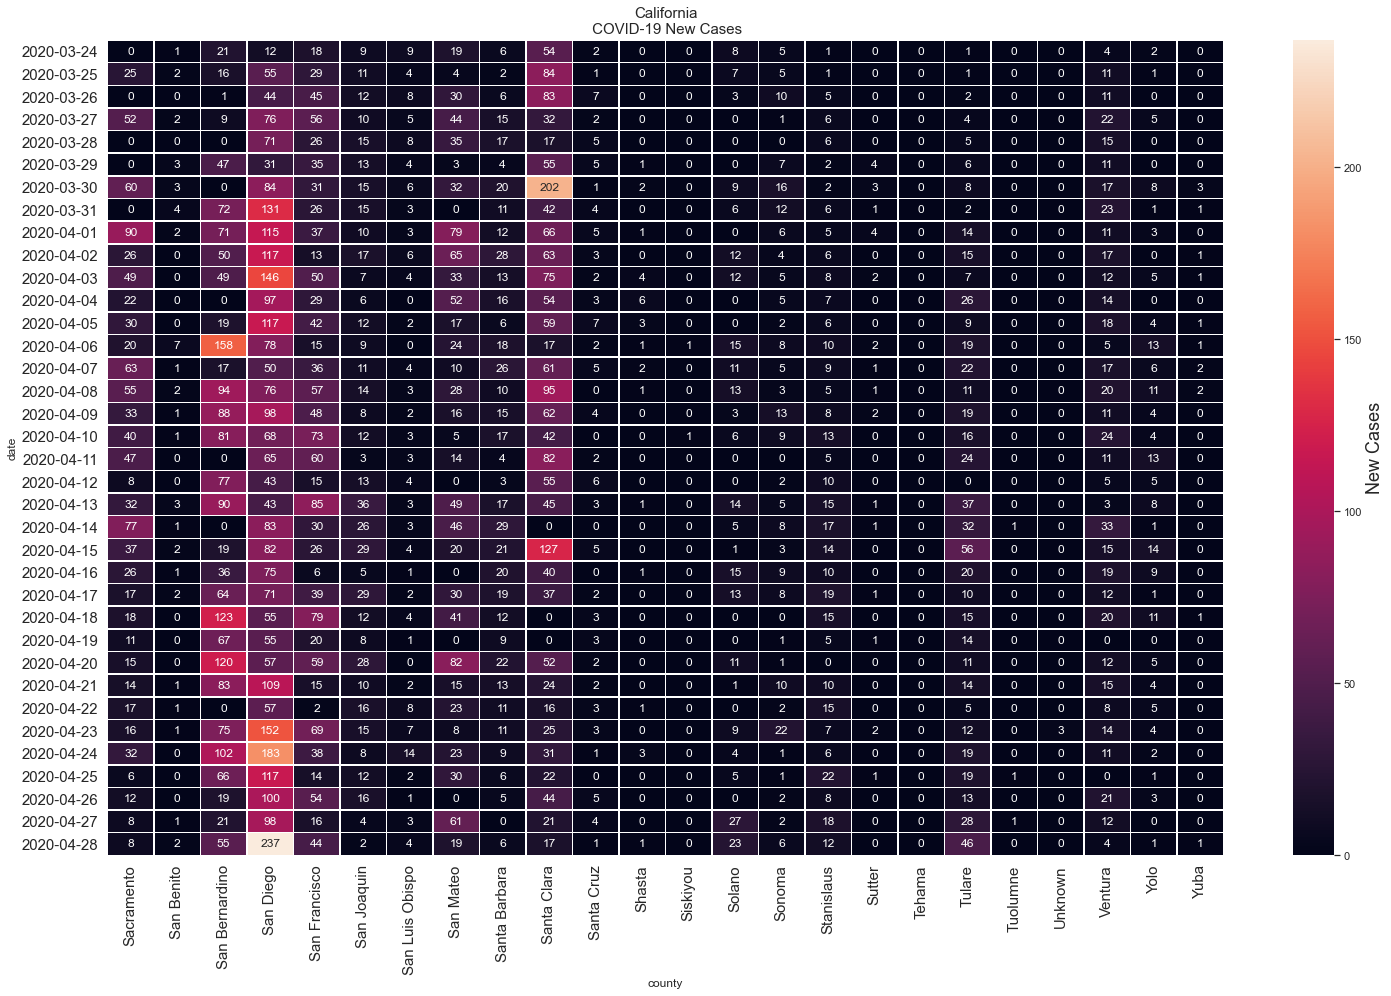 California
COVID-19 New Cases
2020-03-24 0 1 21 12 18 9 9 19 6 54 2 0 0 8 5 1 0 0 1 0 0 4 2 0
2020-03-25 25 2 16 55 29 11 4 4 2 84 1 0 0 7 5 1 0 0 1 0 0 11 1 0
2020-03-26 0 0 1 44 45 12 8 30 6 83 7 0 0 3 10 5 0 0 2 0 0 11 0 0
2020-03-27 52 2 9 76 56 10 5 44 15 32 2 0 0 0 1 6 0 0 4 0 0 22 5 0
2020-03-28 0 0 0 71 26 15 8 35 17 17 5 0 0 0 0 6 0 0 5 0 0 15 0 0
2020-03-29 0 3 47 31 35 13 4 3 4 55 5 1 0 0 7 2 4 0 6 0 0 11 0 0
2020-03-30 60 3 0 84 31 15 6 32 20 202 1 2 0 9 16 2 3 0 8 0 0 17 8 3
2020-03-31 0 4 72 131 26 15 3 0 11 42 4 0 0 6 12 6 1 0 2 0 0 23 1 1
2020-04-01 90 2 71 115 37 10 3 79 12 66 5 1 0 0 6 5 4 0 14 0 0 11 3 0
2020-04-02 26 0 50 117 13 17 6 65 28 63 3 0 0 12 4 6 0 0 15 0 0 17 0 1
2020-04-03 49 0 49 146 50 7 4 33 13 75 2 4 0 12 5 8 2 0 7 0 0 12 5 1
2020-04-04 22 0 0 97 29 6 0 52 16 54 3 6 0 0 5 7 0 0 26 0 0 14 0 0
2020-04-05 30 0 19 117 42 12 2 17 6 59 7 3 0 0 2 6 0 0 9 0 0 18 4 1
2020-04-06 20 7 158 78 15 9 0 24 18 17 2 1 1 15 8 10 2 0 19 0 0 5 13 1
2020-04-07 63 1 17 50 36 11 4 10 26 61 5 2 0 11 5 9 1 0 22 0 0 17 6 2
2020-04-08 55 2 94 76 57 14 3 28 10 95 0 1 0 13 3 5 1 0 11 0 0 20 11 2
2020-04-09 33 1 88 98 48 8 2 16 15 62 4 0 0 3 13 8 2 0 19 0 0 11 4 0
2020-04-10 40 1 81 68 73 12 3 5 17 42 0 0 1 6 9 13 0 0 16 0 0 24 4 0
2020-04-11 47 0 0 65 60 3 3 14 4 82 2 0 0 0 0 5 0 0 24 0 0 11 13 0
2020-04-12 8 0 77 43 15 13 4 0 3 55 6 0 0 0 2 10 0 0 0 0 0 5 5 0
2020-04-13 32 3 90 43 85 36 3 49 17 45 3 1 0 14 5 15 1 0 37 0 0 3 8 0
2020-04-14 77 1 0 83 30 26 3 46 29 0 0 0 0 5 8 17 1 0 32 1 0 33 1 0
2020-04-15 37 2 19 82 26 29 4 20 21 127 5 0 0 1 3 14 0 0 56 0 0 15 14 0
2020-04-16 26 1 36 75 6 5 1 0 20 40 0 1 0 15 9 10 0 0 20 0 0 19 9 0
2020-04-17 17 2 64 71 39 29 2 30 19 37 2 0 0 13 8 19 1 0 10 0 0 12 1 0
2020-04-18 18 0 123 55 79 12 4 41 12 0 3 0 0 0 0 15 0 0 15 0 0 20 11 1
2020-04-19 11 0 67 55 20 8 1 0 9 0 3 0 0 0 1 5 1 0 14 0 0 0 0 0
2020-04-20 15 0 120 57 59 28 0 82 22 52 2 0 0 11 1 0 0 0 11 0 0 12 5 0
2020-04-21 14 1 83 109 15 10 2 15 13 24 2 0 0 1 10 10 0 0 14 0 0 15 4 0
2020-04-22 17 1 0 57 2 16 8 23 11 16 3 1 0 0 2 15 0 0 5 0 0 8 5 0
2020-04-23 16 1 75 152 69 15 7 8 11 25 3 0 0 9 22 7 2 0 12 0 3 14 4 0
2020-04-24 32 0 102 183 38 8 14 23 9 31 1 3 0 4 1 6 0 0 19 0 0 11 2 0
2020-04-25 6 0 66 117 14 12 2 30 6 22 0 0 0 5 1 22 1 0 19 1 0 0 1 0
2020-04-26 12 0 19 100 54 16 1 0 5 44 5 0 0 0 2 8 0 0 13 0 0 21 3 0
2020-04-27 8 1 21 98 16 4 3 61 0 21 4 0 0 27 2 18 0 0 28 1 0 12 0 0
2020-04-28 8 2 55 237 44 2 4 19 6 17 1 1 0 23 6 12 0 0 46 0 0 4 1 1
date
Sacramento
San Benito
San Bernardino
San Diego
San Francisco
San Joaquin
San Luis Obispo
San Mateo
Santa Barbara
Santa Clara
Santa Cruz
Shasta
Siskiyou
Solano
Sonoma
Stanislaus
Sutter
Tehama
Tulare
Tuolumne
Unknown
Ventura
Yolo
Yuba
county
200
150
100
50
0
New Cases